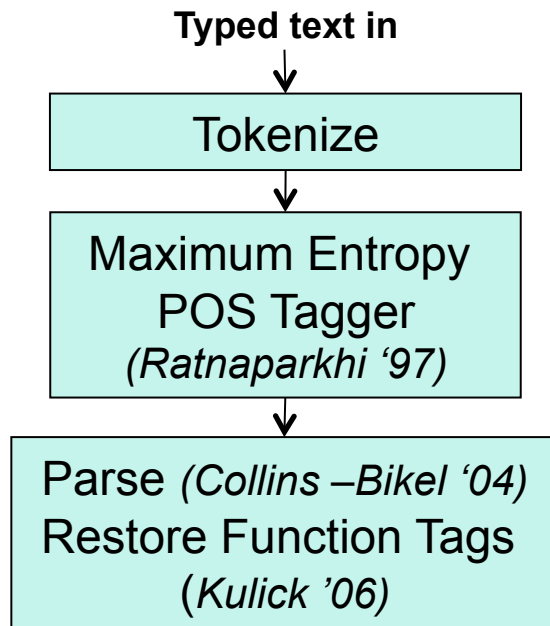 Typed text in
Tokenize
Maximum Entropy
POS Tagger
(Ratnaparkhi ‘97)
Parse (Collins –Bikel ‘04)
Restore Function Tags
(Kulick ’06)